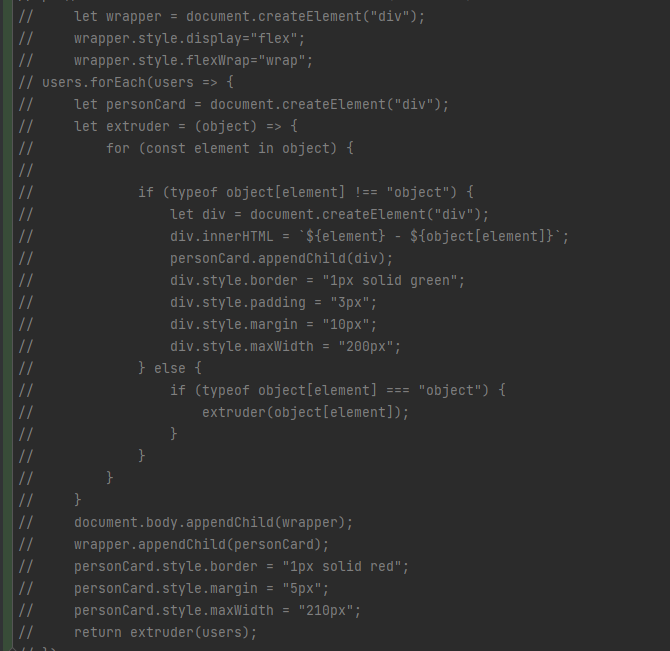 //     let wrapper = document.createElement("div");
//     wrapper.style.display="flex";
//     wrapper.style.flexWrap="wrap";
// users.forEach(users => {
//     let personCard = document.createElement("div");
//     let extruder = (object) => {
//         for (const element in object) {
//
//             if (typeof object[element] !== "object") {
//                 let div = document.createElement("div");
//                 div.innerHTML = `${element} - ${object[element]}`;
//                 personCard.appendChild(div);
//                 div.style.border = "1px solid green";
//                 div.style.padding = "3px";
//                 div.style.margin = "10px";
//                 div.style.maxWidth = "200px";
//             } else {
//                 if (typeof object[element] === "object") {
//                     extruder(object[element]);
//                 }
//             }
//         }
//     }
//     document.body.appendChild(wrapper);
//     wrapper.appendChild(personCard);
//     personCard.style.border = "1px solid red";
//     personCard.style.margin = "5px";
//     personCard.style.maxWidth = "210px";
//     return extruder(users);